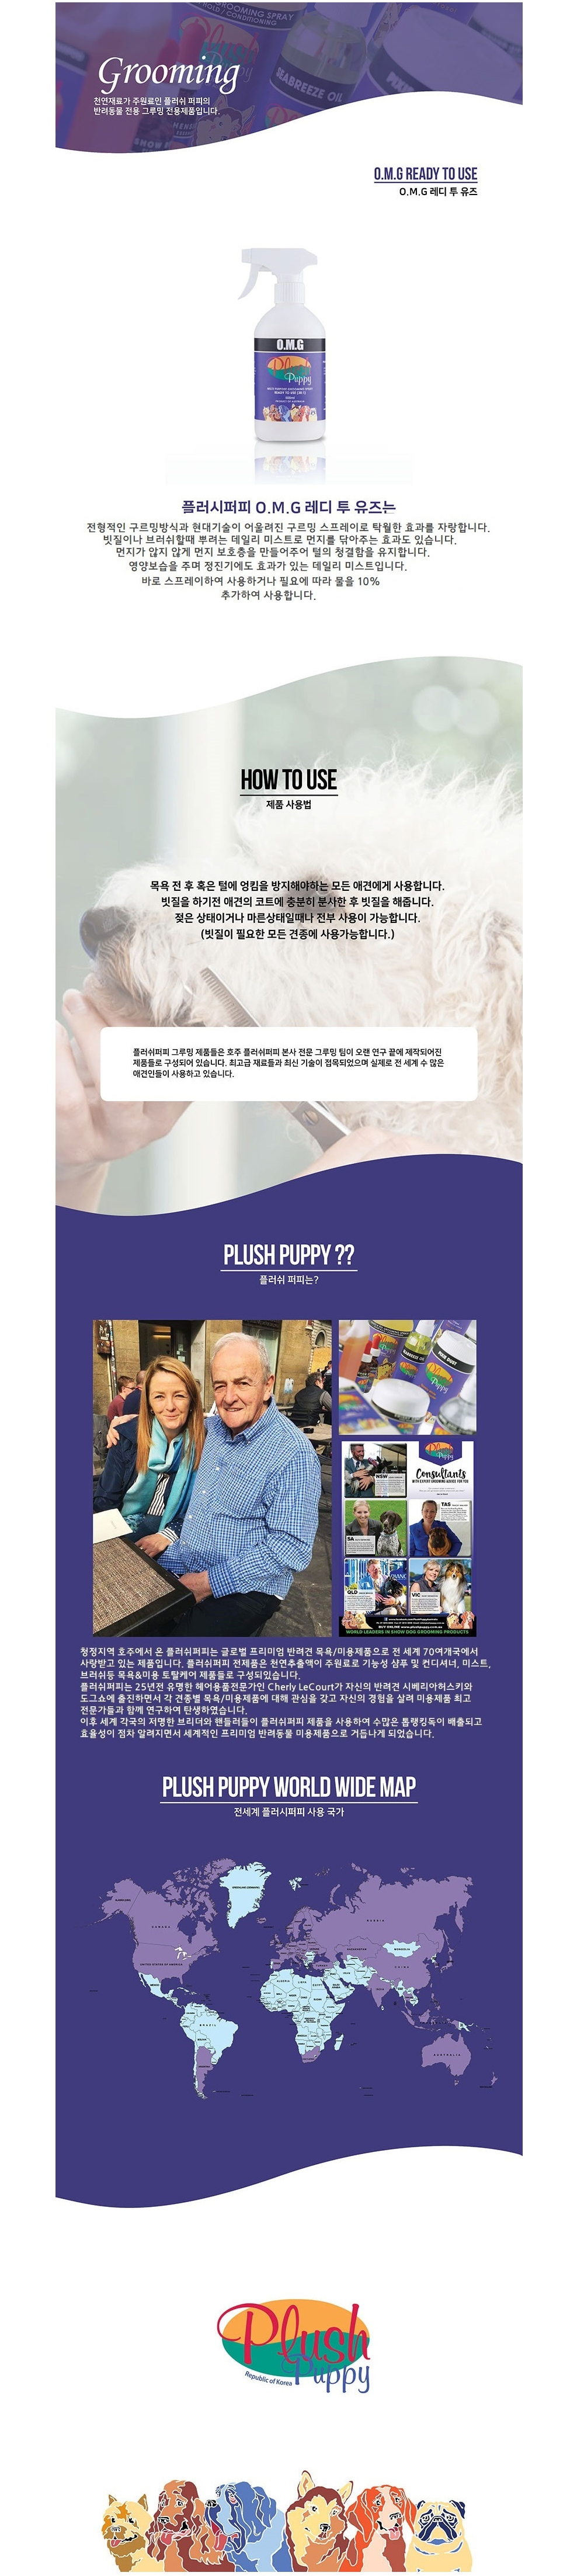 GROOMING SPRAY
HOLD / CONDITIONING
SEABREEZE OIL
Grooming
천연재료가 주원료인 플러쉬 퍼피의
반려동물 전용 그루밍 전용제품입니다.
O.M.G READY TO USE
O.M.G 레디 투 유즈
O.M.G
Plush
Puppy
플러시퍼피 O.M.G 레디 투 유즈는
전형적인 구르밍방식과 현대기술이 어울려진 구르밍 스프레이로 탁월한 효과를 자랑합니다.
빗질이나 브러쉬할때 뿌려는 데일리 미스트로 먼지를 닦아주는 효과도 있습니다.
먼지가 않지 않게 먼지 보호층을 만들어주어 털의 청결함을 유지합니다.
영양보습을 주며 정진기에도 효과가 있는 데일리 미스트입니다.
바로 스프레이하여 사용하거나 필요에 따라 물을 10%
추가하여 사용합니다.
HOW TO USE
제품 사용법
목욕 전 후 혹은 털에 엉킴을 방지해야하는 모든 애견에게 사용합니다.
빗질을 하기전 애견의 코트에 충분히 분사한 후 빗질을 해줍니다.
젖은 상태이거나 마른상태일때나 전부 사용이 가능합니다.
(빗질이 필요한 모든 견종에 사용가능합니다.)
플러쉬퍼피 그루밍 제품들은 호주 플러쉬퍼피 본사 전문 그루밍 팀이 오랜 연구 끝에 제작되어진
제품들로 구성되어 있습니다. 최고급 재료들과 최신 기술이 접목되었으며 실제로 전 세계 수 많은
애견인들이 사용하고 있습니다.
PLUSH PUPPY ??
플러쉬 퍼피는?
Plush
Puppy
Consultants
WITH EXPERT GROOMING ADVICE FOR YOU
NSW
TAS
SA
QLD
VIC
WORLD LEADERS IN SHOW DOG GROOMING PRODUCTS
청정지역 호주에서 온 플러쉬퍼피는 글로벌 프리미엄 반려견 목욕/미용제품으로 전 세계 70여개국에서
사랑받고 있는 제품입니다. 플러쉬퍼피 전제품은 천연추출액이 주원료로 기능성 샴푸 및 컨디셔너, 미스트,
브러쉬등 목욕&미용 토탈케어 제품들로 구성되있습니다.
플러쉬퍼피는 25년전 유명한 헤어용품전문가인 Cherly LeCourt가 자신의 반려견 시베리아허스키와
도그쇼에 출진하면서 각 견종별 목욕/미용제품에 대해 관심을 갖고 자신의 경험을 살려 미용제품 최고
전문가들과 함께 연구하여 탄생하였습니다.
이후 세계 각국의 저명한 브리더와 핸들러들이 플러쉬퍼피 제품을 사용하여 수많은 톱랭킹독이 배출되고
효율성이 점차 알려지면서 세계적인 프리미엄 반려동물 미용제품으로 거듭나게 되었습니다.
PLUSH PUPPY WORLD WIDE MAP
전세계 플러시퍼피 사용 국가
CANADA
RUSSIA
UNITED STATES OF AMERICA
KAZAKHSTAN
MONGOLIA
CHINA
ALGERIA
LIBYA
EGYPT
BRAZIL
AUSTRALIA
Plush
Puppy
Republic of Korea